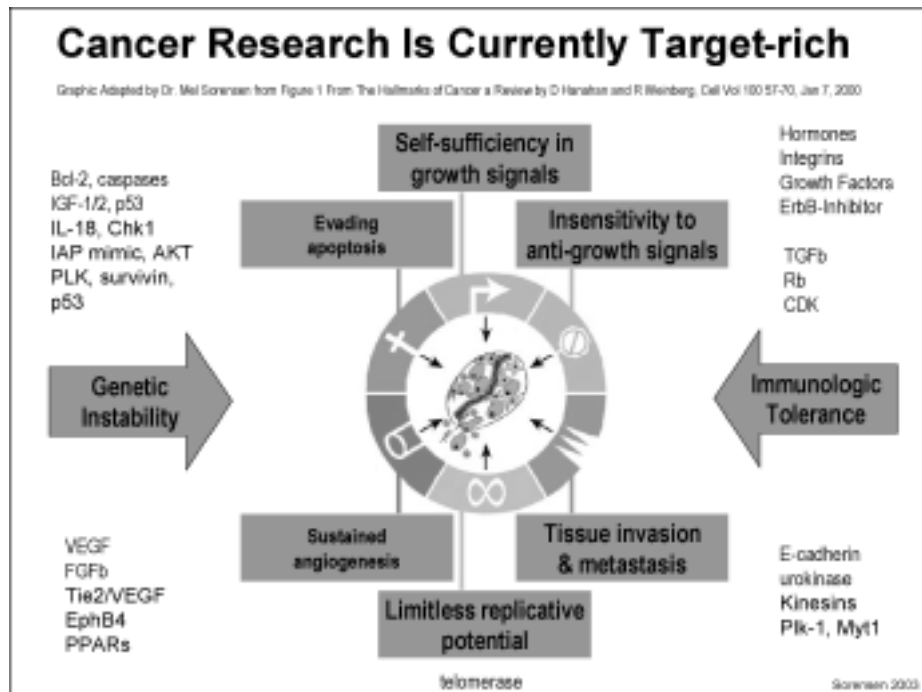 Cancer Research Is Currently Target-rich
Graphic Adapted by Dr. Mel Sorensen from Figure 1 From The Hallmarks of Cancer a Review by D Hanahan and R Weinberg, Cell Vol 100 57-70, Jan 7, 2000
Self-sufficiency in
growth signals
Hormones
Integrins
Growth Factors
ErbB-Inhibitor
Bcl-2, caspases
IGF-1/2, p53
IL-18, Chk1
IAP mimic, AKT
PLK, survivin,
p53
Evading
apoptosis
Insensitivity to
anti-growth signals
TGFb
Rb
CDK
Genetic
Instability
Immunologic
Tolerance
VEGF
FGFb
Tie2/VEGF
EphB4
PPARs
Sustained
angiogenesis
Tissue invasion
& metastasis
E-cadherin
urokinase
Kinesins
Plk-1, Myt1
Limitless replicative
potential
telomerase
Sorensen 2003